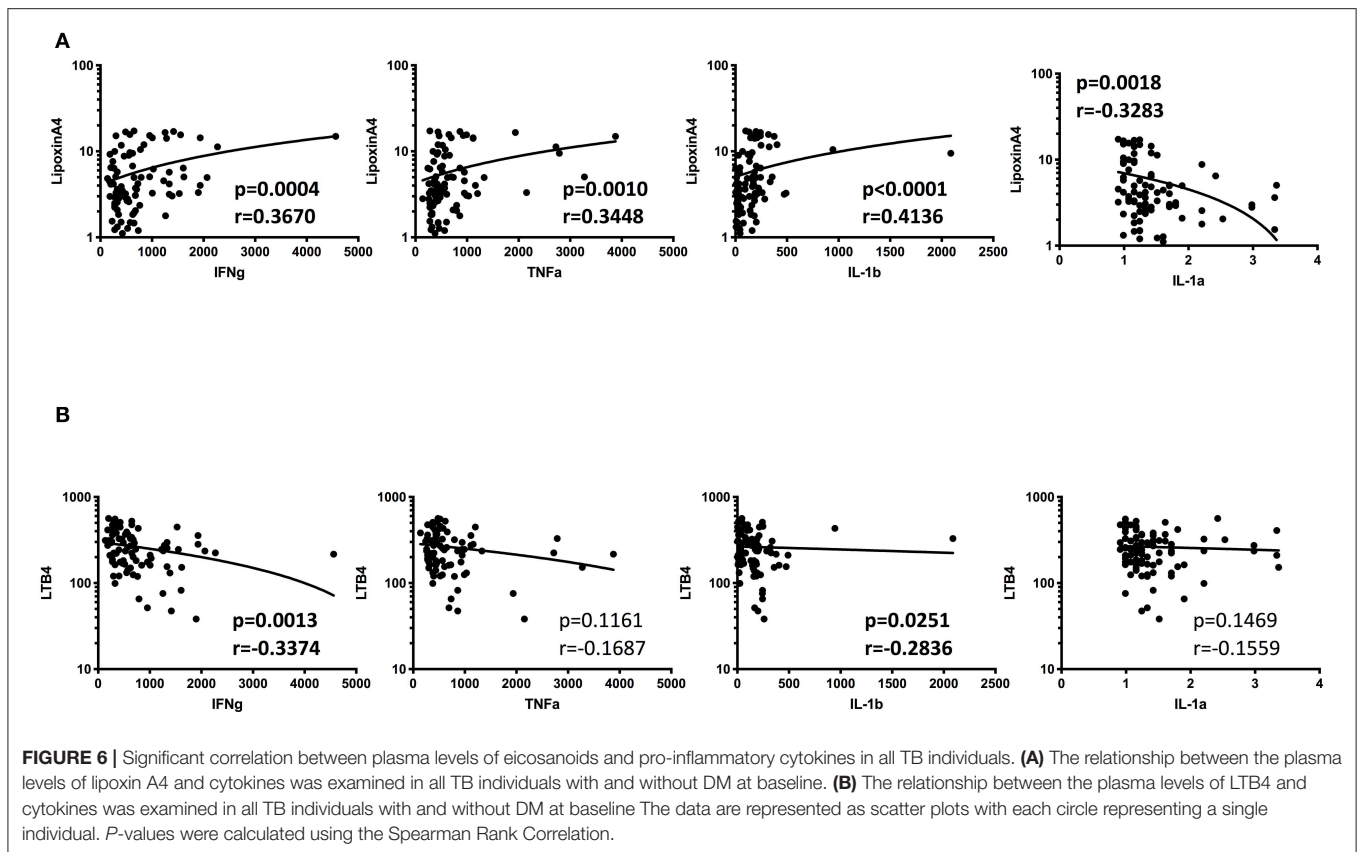 A
100
10
1
LipoxinA4
0 1000 2000 3000 4000 5000
IFNg
p=0.0004
r=0.3670
100
10
1
LipoxinA4
0 1000 2000 3000 4000 5000
TNFa
p=0.0010
r=0.3448
100
10
1
LipoxinA4
0 500 1000 1500 2000 2500
IL-1b
p<0.0001
r=0.4136
100
10
1
LipoxinA4
0 1 2 3 4
IL-1a
p=0.0018
r=-0.3283
B
1000
100
10
LTB4
0 1000 2000 3000 4000 5000
IFNg
p=0.0013
r=-0.3374
1000
100
10
LTB4
0 1000 2000 3000 4000 5000
TNFa
p=0.1161
r=-0.1687
1000
100
10
LTB4
0 500 1000 1500 2000 2500
IL-1b
p=0.0251
r=-0.2836
1000
100
10
LTB4
0 1 2 3 4
IL-1a
p=0.1469
r=-0.1559
FIGURE 6 | Significant correlation between plasma levels of eicosanoids and pro-inflammatory cytokines in all TB individuals. (A) The relationship between the plasma
levels of lipoxin A4 and cytokines was examined in all TB individuals with and without DM at baseline. (B) The relationship between the plasma levels of LTB4 and
cytokines was examined in all TB individuals with and without DM at baseline The data are represented as scatter plots with each circle representing a single
individual. P-values were calculated using the Spearman Rank Correlation.